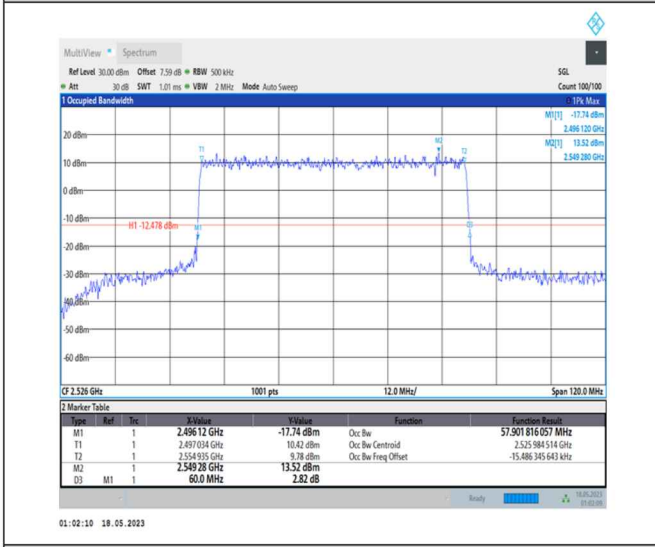 MultiView Spectrum
Ref Level 30.00 dBm Offset 7.59 dB RBW 500 kHz SGL
Att 30 dB SWT 1.01 ms VBW 2 MHz Mode Auto Sweep Count 100/100
1 Occupied Bandwidth 1Pk Max
M1[1] -17.74 dBm
2.496 120 GHz
M2[1] 13.52 dBm
2.549 280 GHz
20 dBm
T1 M2 T2
10 dBm
0 dBm
-10 dBm
H1 -12.478 dBm M1 D3
-20 dBm
-30 dBm
-40 dBm
-50 dBm
-60 dBm
CF 2.526 GHz 1001 pts 12.0 MHz/ Span 120.0 MHz
2 Marker Table
Type Ref Trc X-Value Y-Value Function Function Result
M1 1 2.49612 GHz -17.74 dBm Occ Bw 57.901 816 057 MHz
T1 1 2.497 034 GHz 10.42 dBm Occ Bw Centroid 2.525 984 514 GHz
T2 1 2.554 935 GHz 9.78 dBm Occ Bw Freq Offset -15.486 345 643 kHz
M2 1 2.549 28 GHz 13.52 dBm
D3 M1 1 60.0 MHz 2.82 dB
Ready 18.05.2023
01:02:09
01:02:10 18.05.2023